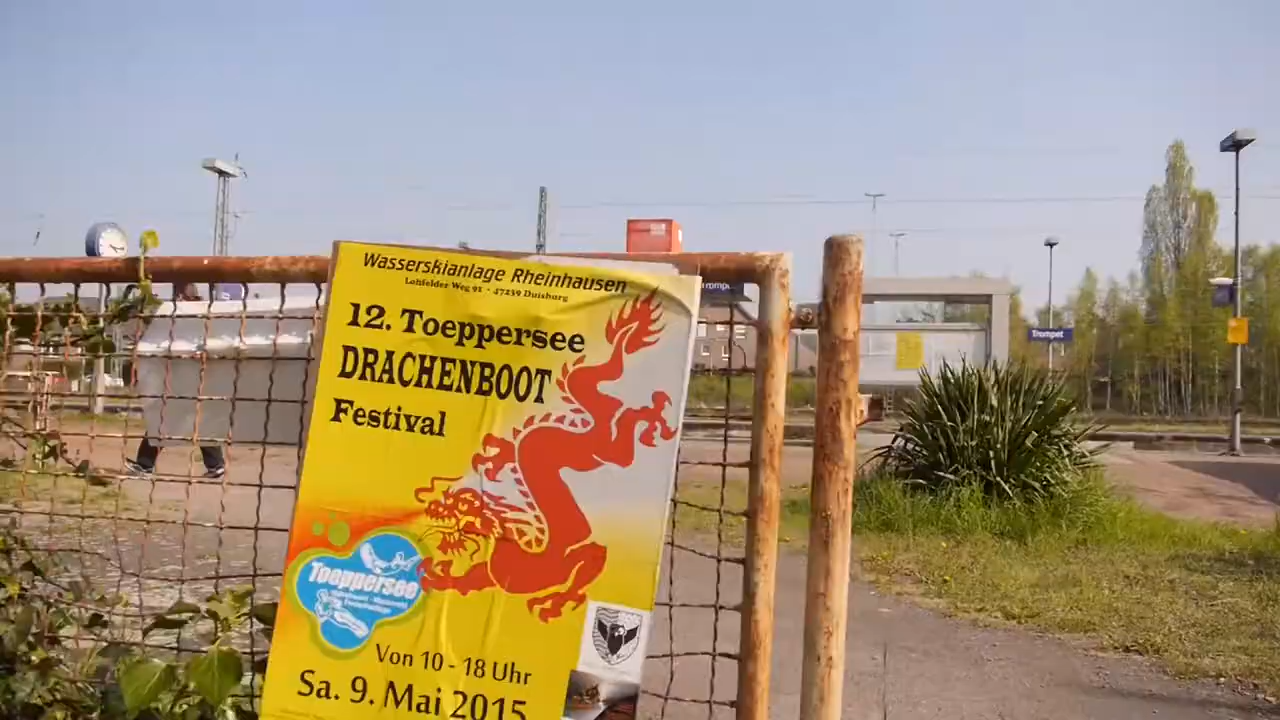 Wasserskianlage Rheinhausen
Lohfelder Weg 91 • 47239 Duisburg
12. Toeppersee
DRACHENBOOT
Festival
Toeppersee
Von 10 - 18 Uhr
Sa. 9. Mai 2015
Trompet
Trompet